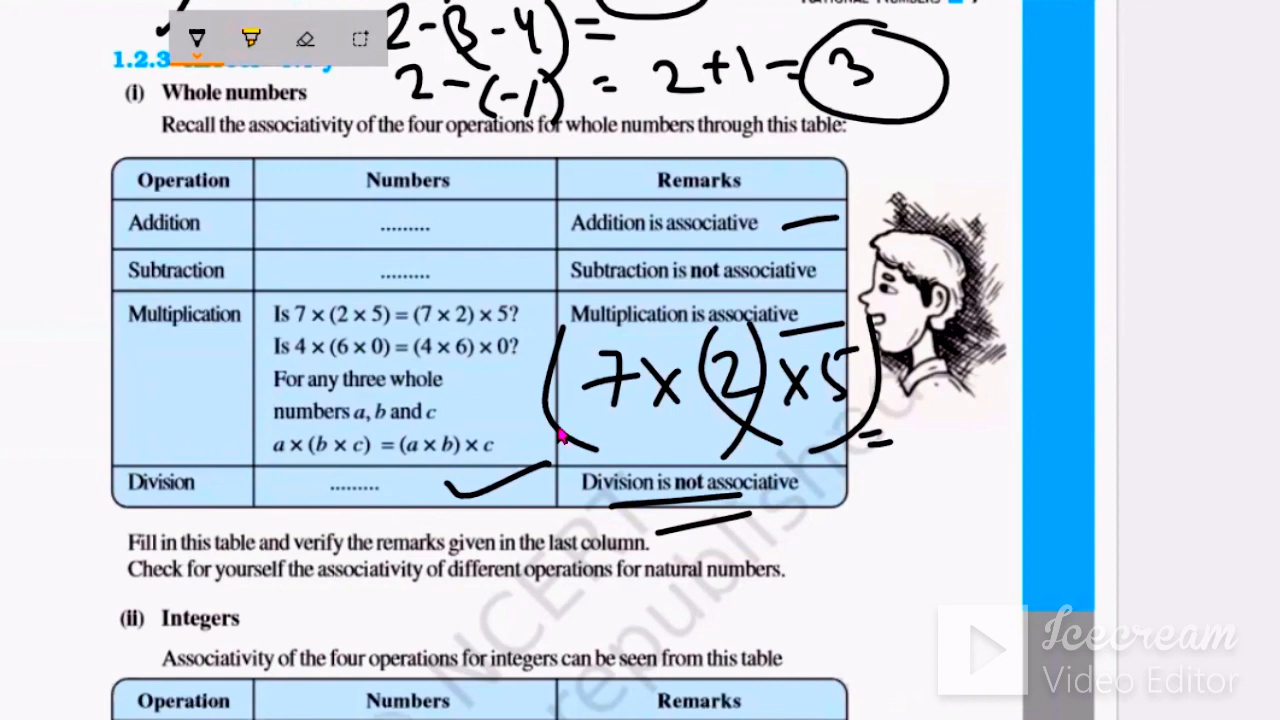 2 - (3 - 4) =
1.2.3
2 - (-1) = 2 + 1 = 3
(i) Whole numbers
Recall the associativity of the four operations for whole numbers through this table:
Operation Numbers Remarks
Addition ......... Addition is associative
Subtraction ......... Subtraction is not associative
Multiplication Is 7 × (2 × 5) = (7 × 2) × 5? Multiplication is associative
Is 4 × (6 × 0) = (4 × 6) × 0?
(7 × (2) × 5) =
For any three whole
numbers a, b and c
a × (b × c) = (a × b) × c
Division ......... Division is not associative
Fill in this table and verify the remarks given in the last column.
Check for yourself the associativity of different operations for natural numbers.
(ii) Integers
Associativity of the four operations for integers can be seen from this table
Operation Numbers Remarks
NCERT
republished
Icecream
Video Editor